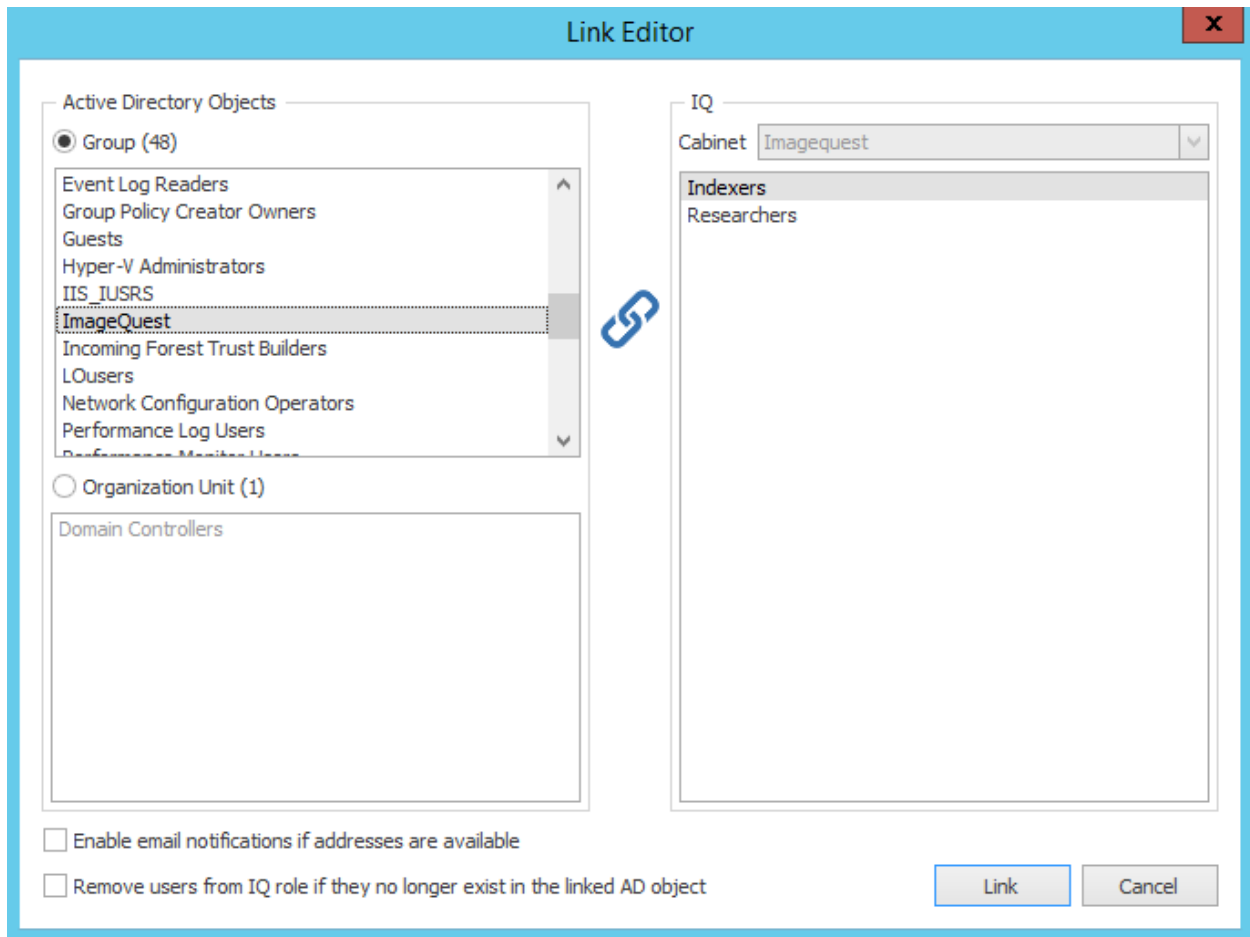 Link Editor
x
Active Directory Objects
Group (48)
Event Log Readers
Group Policy Creator Owners
Guests
Hyper-V Administrators
IIS_IUSRS
ImageQuest
Incoming Forest Trust Builders
LOusers
Network Configuration Operators
Performance Log Users
Performance Monitor Users
Organization Unit (1)
Domain Controllers
IQ
Cabinet Imagequest
Indexers
Researchers
Enable email notifications if addresses are available
Remove users from IQ role if they no longer exist in the linked AD object
Link
Cancel